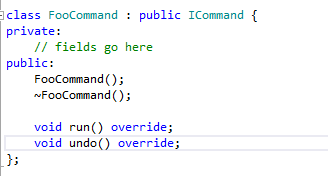 class FooCommand : public ICommand {
private:
    // fields go here
public:
    FooCommand();
    ~FooCommand();

    void run() override;
    void undo() override;
};